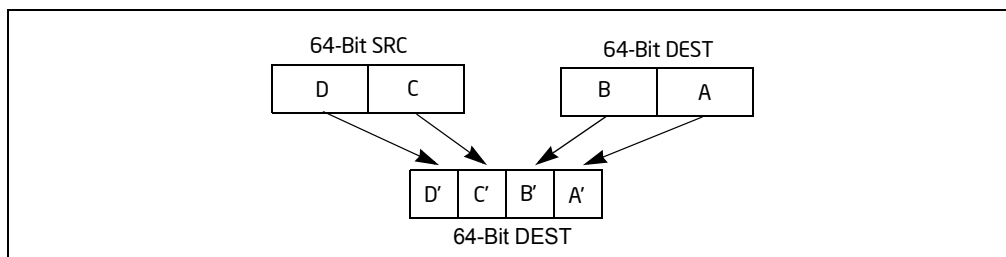 64-Bit SRC 64-Bit DEST
D C B A
D' C' B' A'
64-Bit DEST